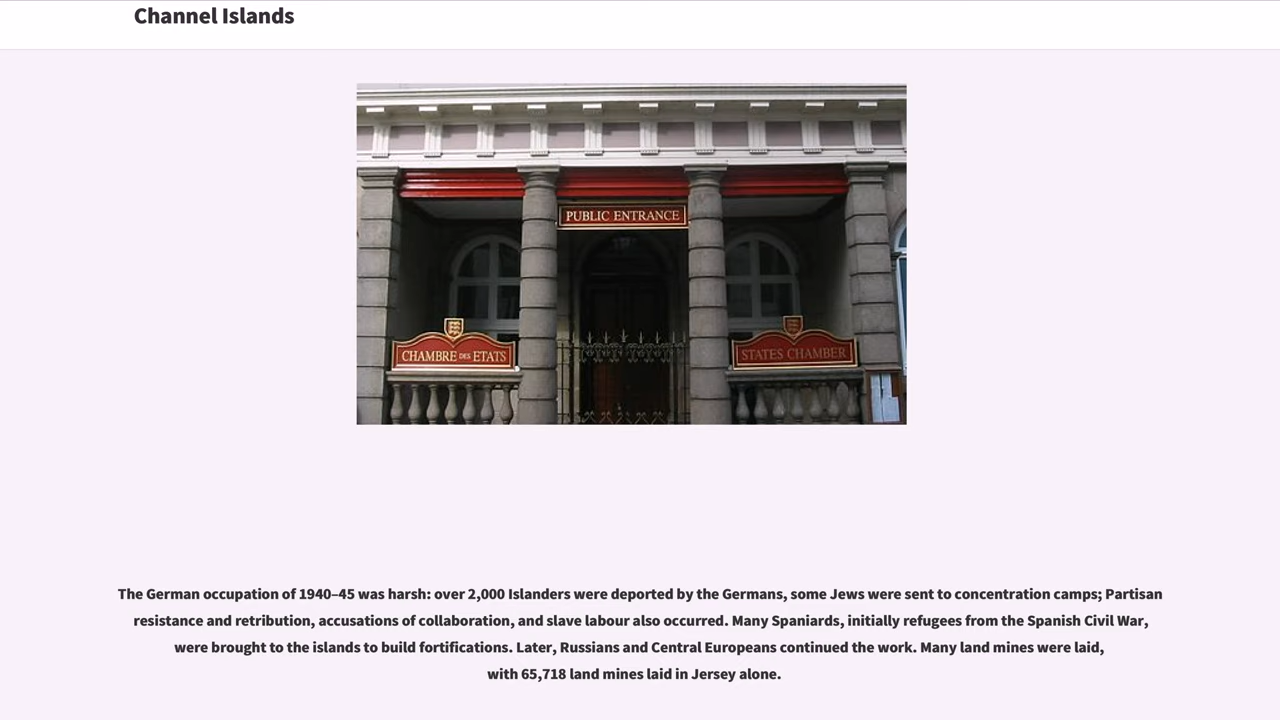 Channel Islands
PUBLIC ENTRANCE
CHAMBRE DES ETATS
STATES CHAMBER
The German occupation of 1940–45 was harsh: over 2,000 Islanders were deported by the Germans, some Jews were sent to concentration camps; Partisan
resistance and retribution, accusations of collaboration, and slave labour also occurred. Many Spaniards, initially refugees from the Spanish Civil War,
were brought to the islands to build fortifications. Later, Russians and Central Europeans continued the work. Many land mines were laid,
with 65,718 land mines laid in Jersey alone.